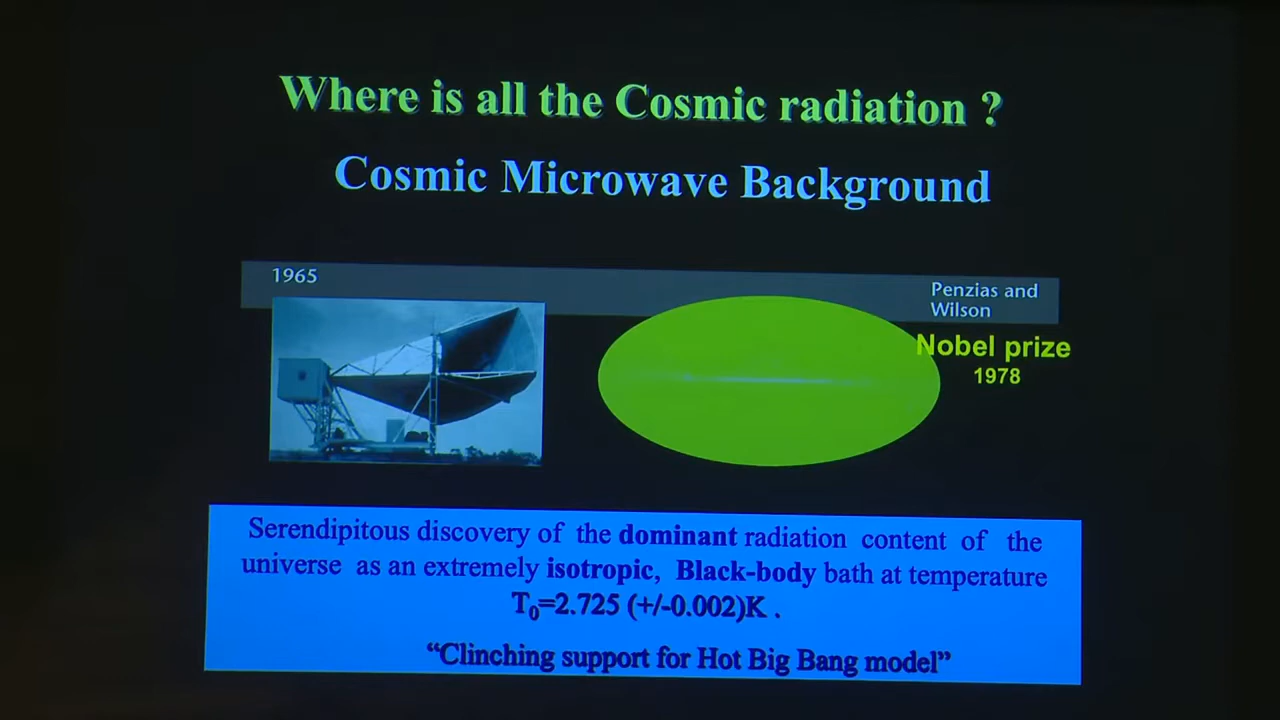 Where is all the Cosmic radiation ?
Cosmic Microwave Background
1965
Penzias and
Wilson
Nobel prize
1978
Serendipitous discovery of the dominant radiation content of the
universe as an extremely isotropic, Black-body bath at temperature
T₀=2.725 (+/-0.002)K .
“Clinching support for Hot Big Bang model”